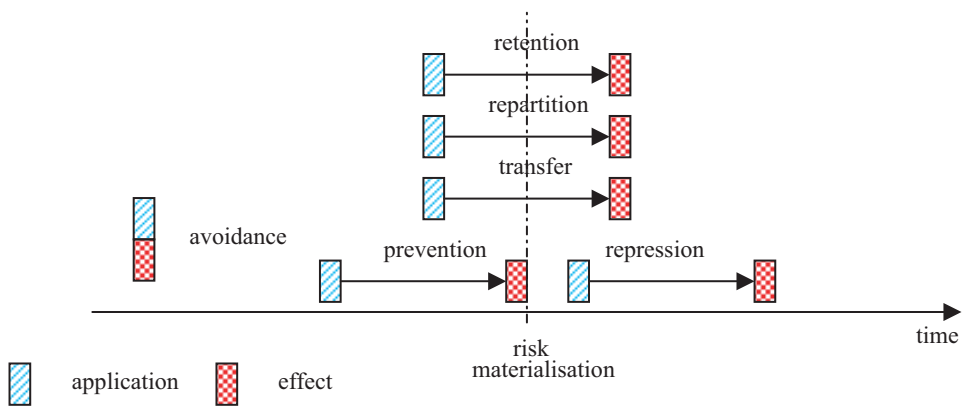 retention
repartition
transfer
avoidance
prevention
repression
time
risk
materialisation
application
effect